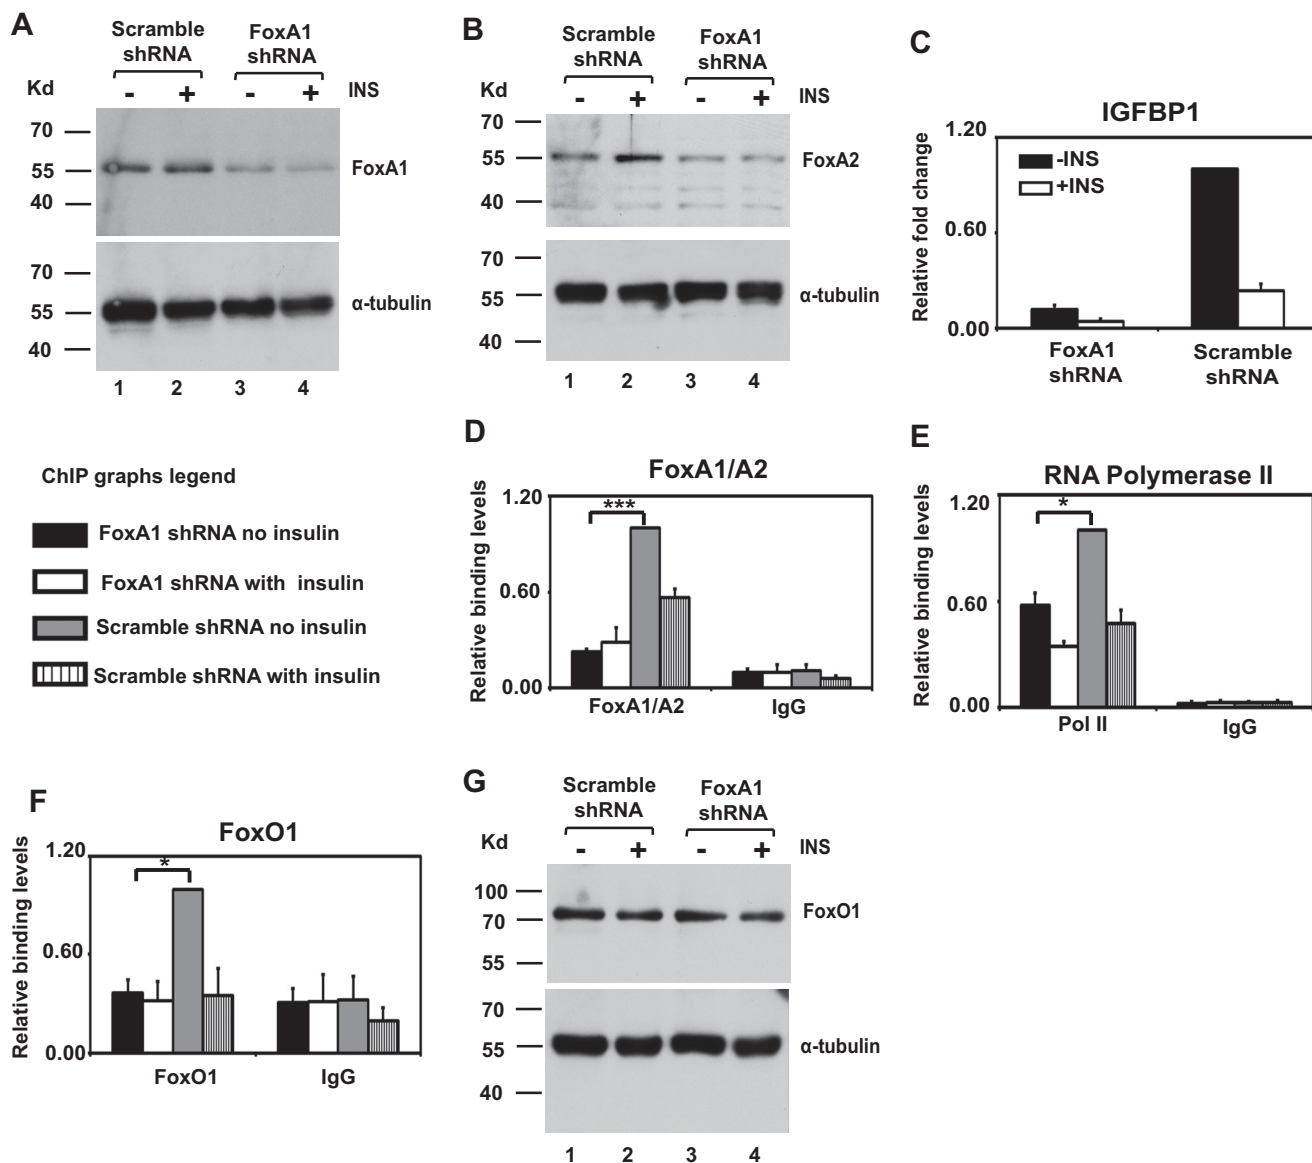 A
Scramble shRNA
FoxA1 shRNA
Kd
- + - + INS
70
55
40
FoxA1
70
55
40
α-tubulin
1 2 3 4
B
Scramble shRNA
FoxA1 shRNA
Kd
- + - + INS
70
55
40
FoxA2
70
55
40
α-tubulin
1 2 3 4
C
IGFBP1
Relative fold change
1.20
0.60
0.00
-INS
+INS
FoxA1 shRNA
Scramble shRNA
ChIP graphs legend
FoxA1 shRNA no insulin
FoxA1 shRNA with insulin
Scramble shRNA no insulin
Scramble shRNA with insulin
D
FoxA1/A2
Relative binding levels
1.20
0.60
0.00
***
FoxA1/A2
IgG
E
RNA Polymerase II
Relative binding levels
1.20
0.60
0.00
*
Pol II
IgG
F
FoxO1
Relative binding levels
1.20
0.60
0.00
*
FoxO1
IgG
G
Scramble shRNA
FoxA1 shRNA
Kd
- + - + INS
100
70
55
FoxO1
70
55
40
α-tubulin
1 2 3 4